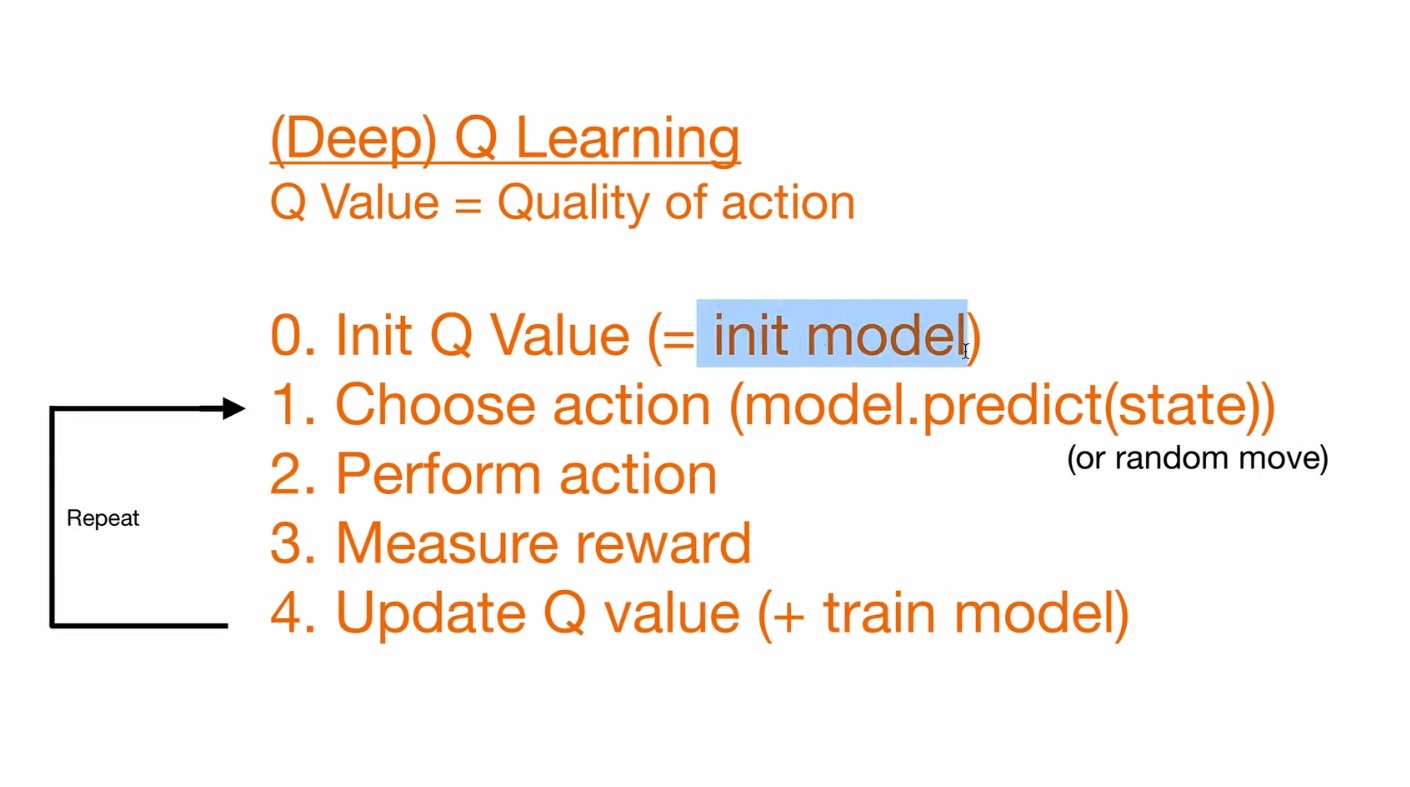 (Deep) Q Learning
Q Value = Quality of action
0. Init Q Value (= init model)
1. Choose action (model.predict(state))
(or random move)
2. Perform action
Repeat
3. Measure reward
4. Update Q value (+ train model)